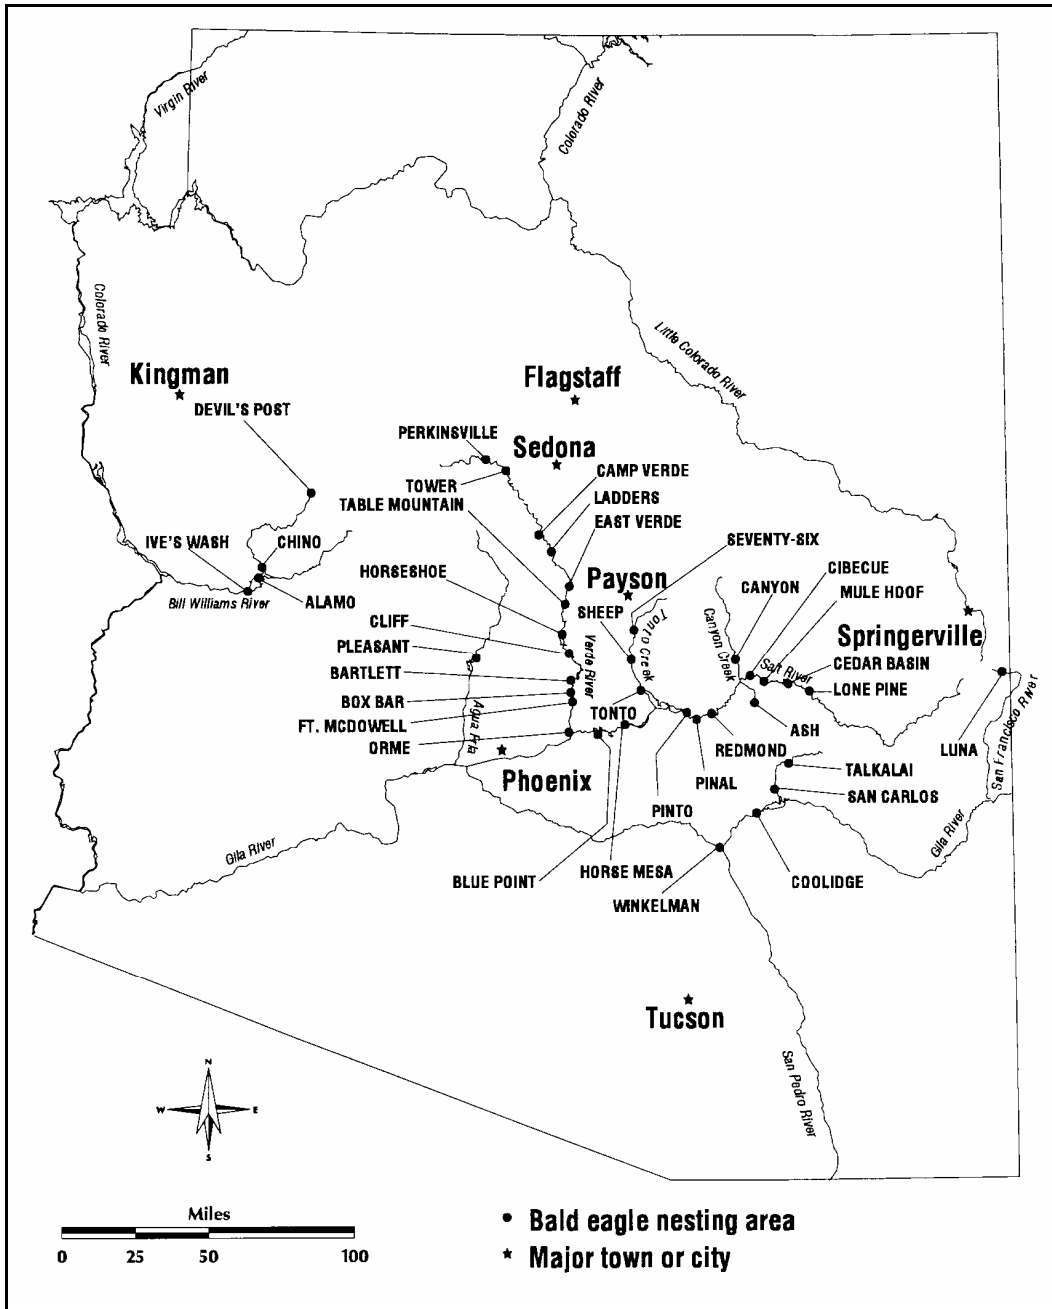 Virgin River
Colorado River
Colorado River
Little Colorado River
Kingman
Flagstaff
DEVIL'S POST
PERKINSVILLE
Sedona
TOWER
CAMP VERDE
TABLE MOUNTAIN
LADDERS
EAST VERDE
IVE'S WASH
CHINO
SEVENTY-SIX
HORSESHOE
Payson
CIBECUE
CANYON
MULE HOOF
Bill Williams River
ALAMO
SHEEP
Tonto Creek
Canyon Creek
CLIFF
Springerville
PLEASANT
Verde River
Salt River
CEDAR BASIN
BARTLETT
LONE PINE
BOX BAR
Agua Fria
TONTO
FT. MCDOWELL
ASH
San Francisco River
ORME
REDMOND
LUNA
Phoenix
PINAL
TALKALAI
PINTO
SAN CARLOS
Gila River
Gila River
BLUE POINT
HORSE MESA
COOLIDGE
WINKELMAN
Tucson
San Pedro River
N
W
E
S
Miles
0 25 50 100
Bald eagle nesting area
Major town or city